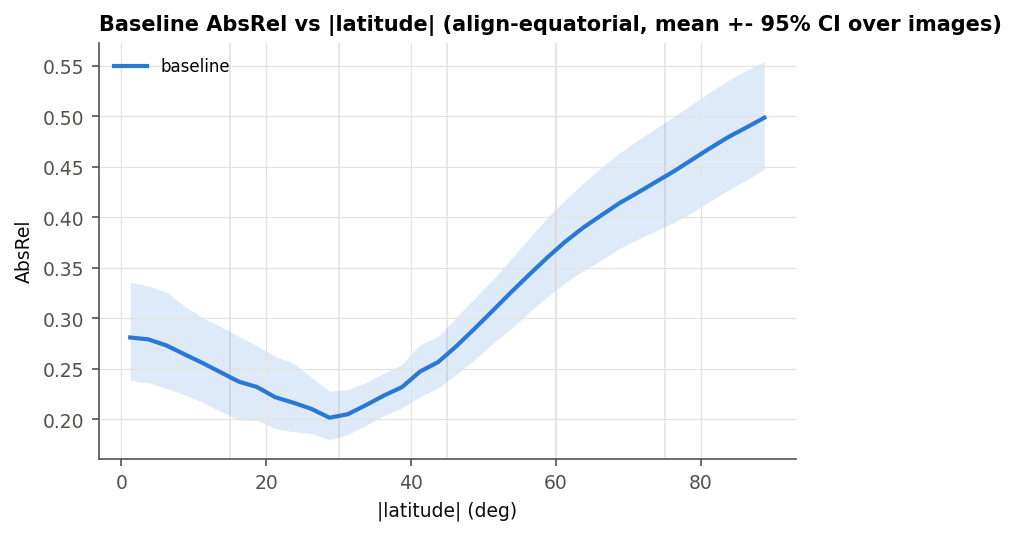 Baseline AbsRel vs |latitude| (align-equatorial, mean +- 95% CI over images)
baseline
AbsRel
0.55
0.50
0.45
0.40
0.35
0.30
0.25
0.20
0 20 40 60 80
|latitude| (deg)